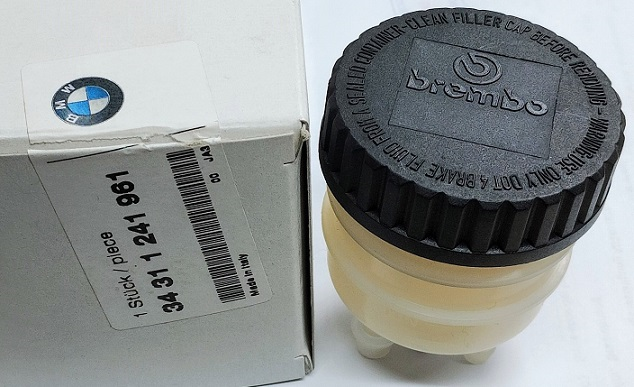 BMW
1 Stück / piece
34 31 1 241 961
00 JA3
Made in Italy
brembo
WARNING-USE ONLY DOT 4 BRAKE FLUID FROM A SEALED CONTAINER-CLEAN FILLER CAP BEFORE REMOVING-